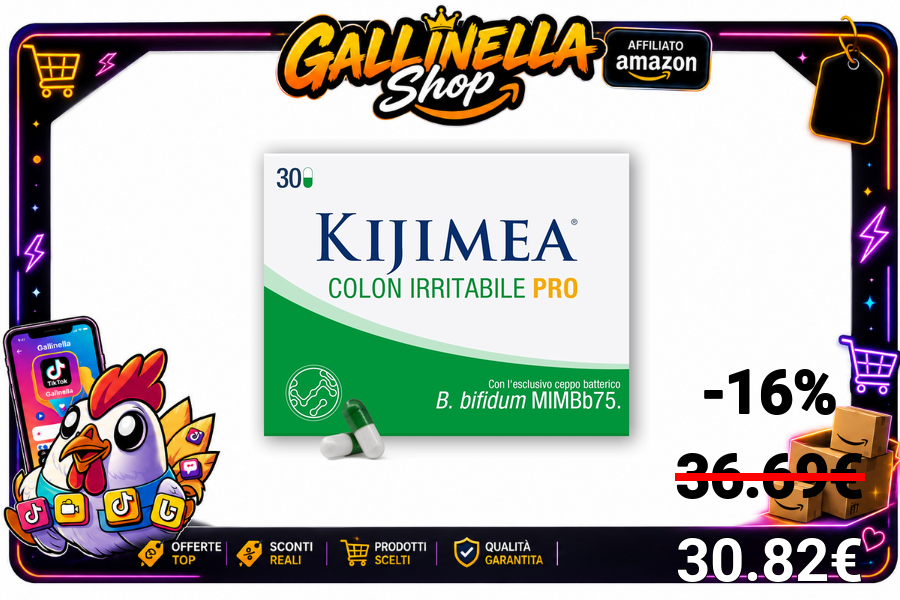 GALLINELLA
Shop
AFFILIATO
amazon
30
KIJIMEA®
COLON IRRITABILE PRO
Con l'esclusivo ceppo batterico
B. bifidum MIMBb75.
Gallinella
TikTok
Gallinella
-16%
36.69€
30.82€
OFFERTE
TOP
SCONTI
REALI
PRODOTTI
SCELTI
QUALITÀ
GARANTITA